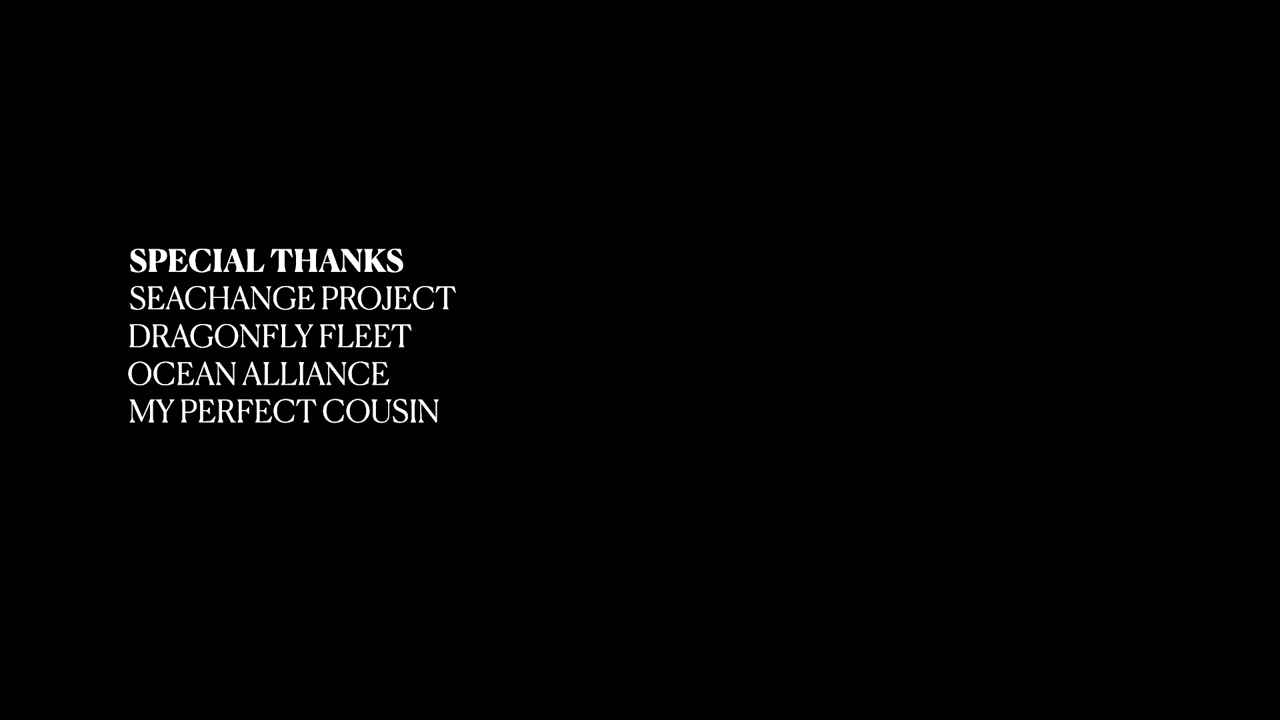 SPECIAL THANKS
SEACHANGE PROJECT
DRAGONFLY FLEET
OCEAN ALLIANCE
MY PERFECT COUSIN